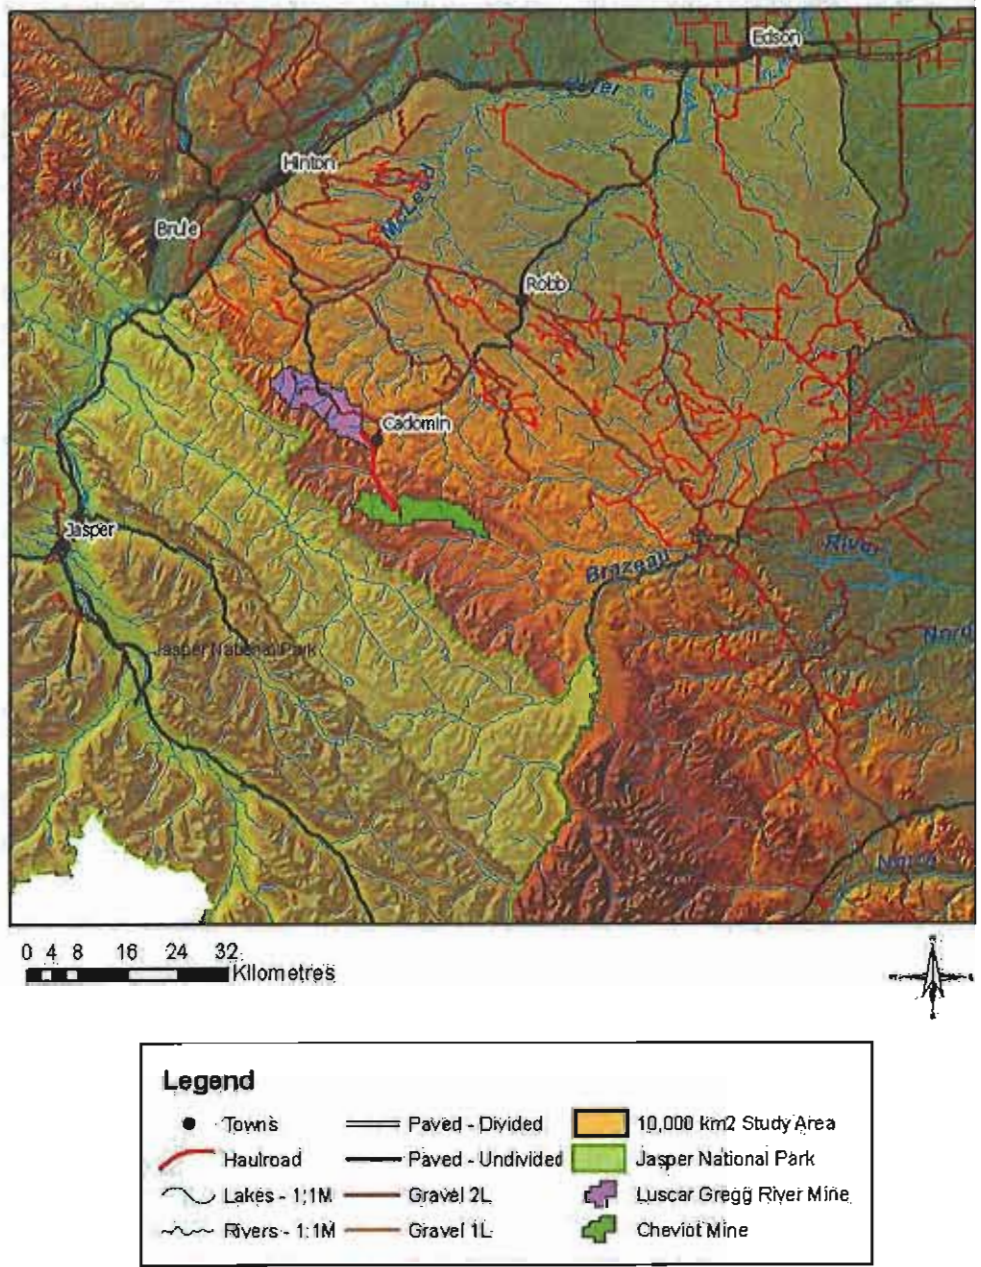 Edson
River
Hinton
McLeod
Brule
Robb
Cadomin
Jasper
Brazeau
River
Nord
Jasper National Park
0 4 8 16 24 32
Kilometres
Legend
Towns
Paved - Divided
10,000 km2 Study Area
Haulroad
Paved - Undivided
Jasper National Park
Lakes - 1:1M
Gravel 2L
Luscar Gregg River Mine
Rivers - 1:1M
Gravel 1L
Cheviot Mine